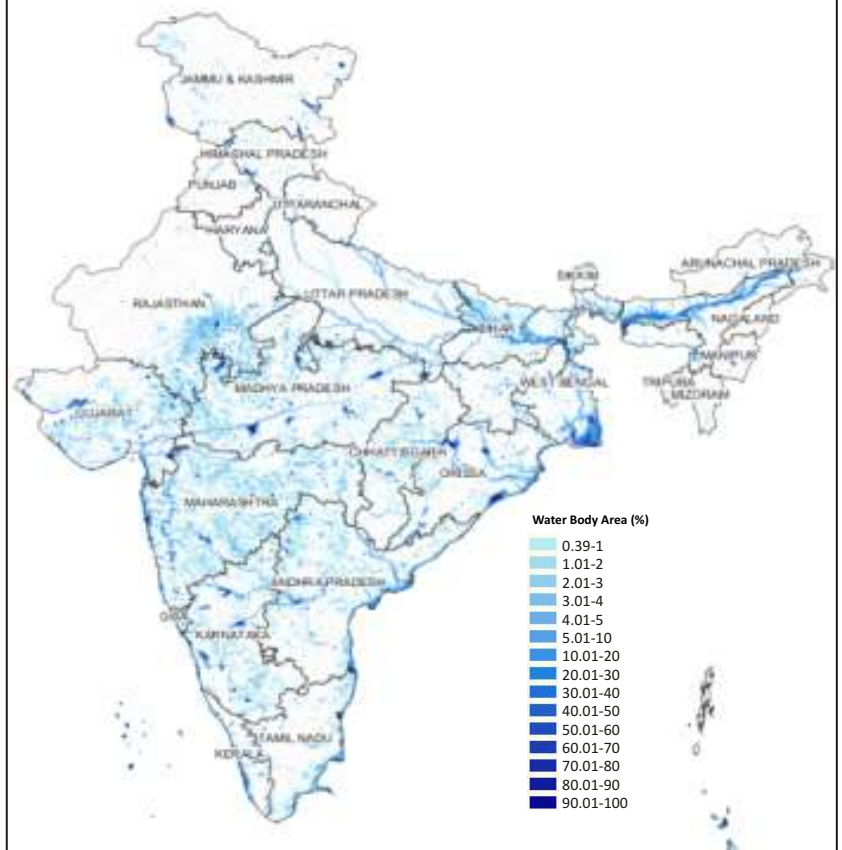 JAMMU & KASHMIR
HIMACHAL PRADESH
PUNJAB
UTTARANCHAL
HARYANA
SIKKIM
ARUNACHAL PRADESH
RAJASTHAN
UTTAR PRADESH
NAGALAND
BIHAR
MANIPUR
WEST BENGAL
TRIPURA
MIZORAM
MADHYA PRADESH
GUJARAT
CHHATTISGARH
ORISSA
MAHARASHTRA
ANDHRA PRADESH
GOA
KARNATAKA
TAMIL NADU
KERALA
Water Body Area (%)
0.39-1
1.01-2
2.01-3
3.01-4
4.01-5
5.01-10
10.01-20
20.01-30
30.01-40
40.01-50
50.01-60
60.01-70
70.01-80
80.01-90
90.01-100